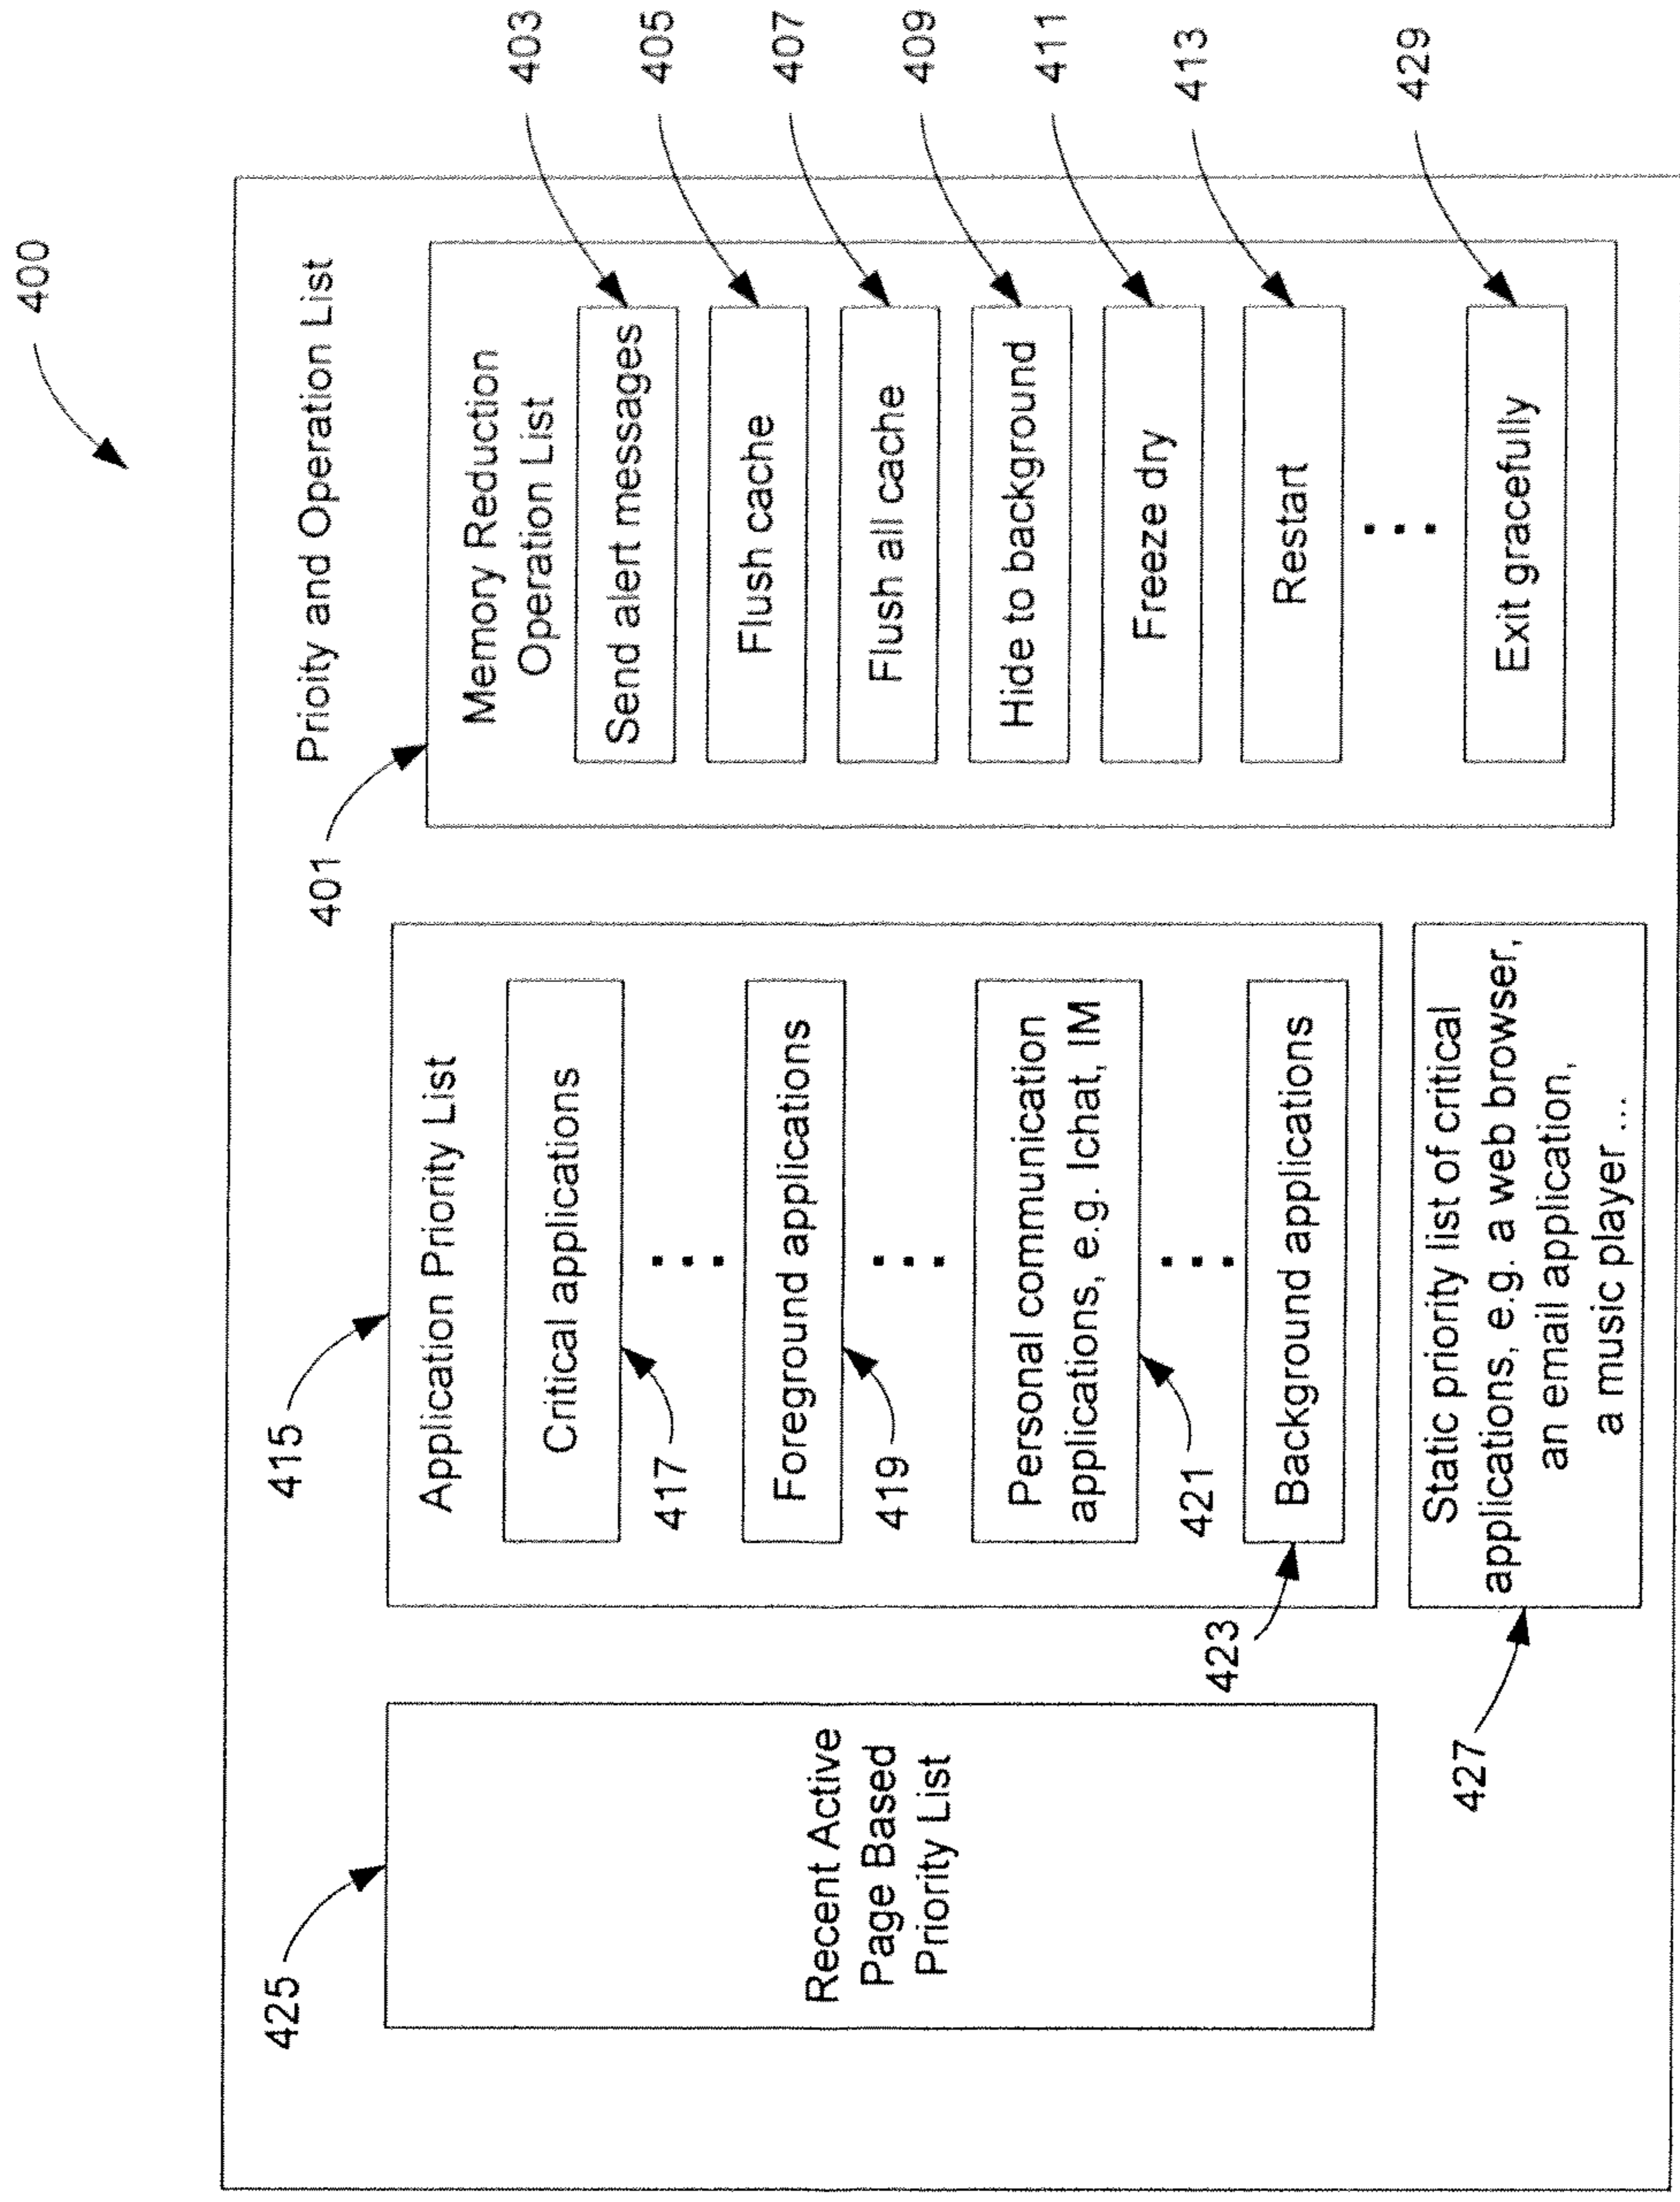 400
Prioity and Operation List
425
Recent Active
Page Based
Priority List
415
Application Priority List
Critical applications
417
Foreground applications
419
Personal communication
applications, e.g. Ichat, IM
421
Background applications
423
Static priority list of critical
applications, e.g. a web browser,
an email application,
a music player ...
427
401
Memory Reduction
Operation List
Send alert messages
403
Flush cache
405
Flush all cache
407
Hide to background
409
Freeze dry
411
Restart
413
Exit gracefully
429